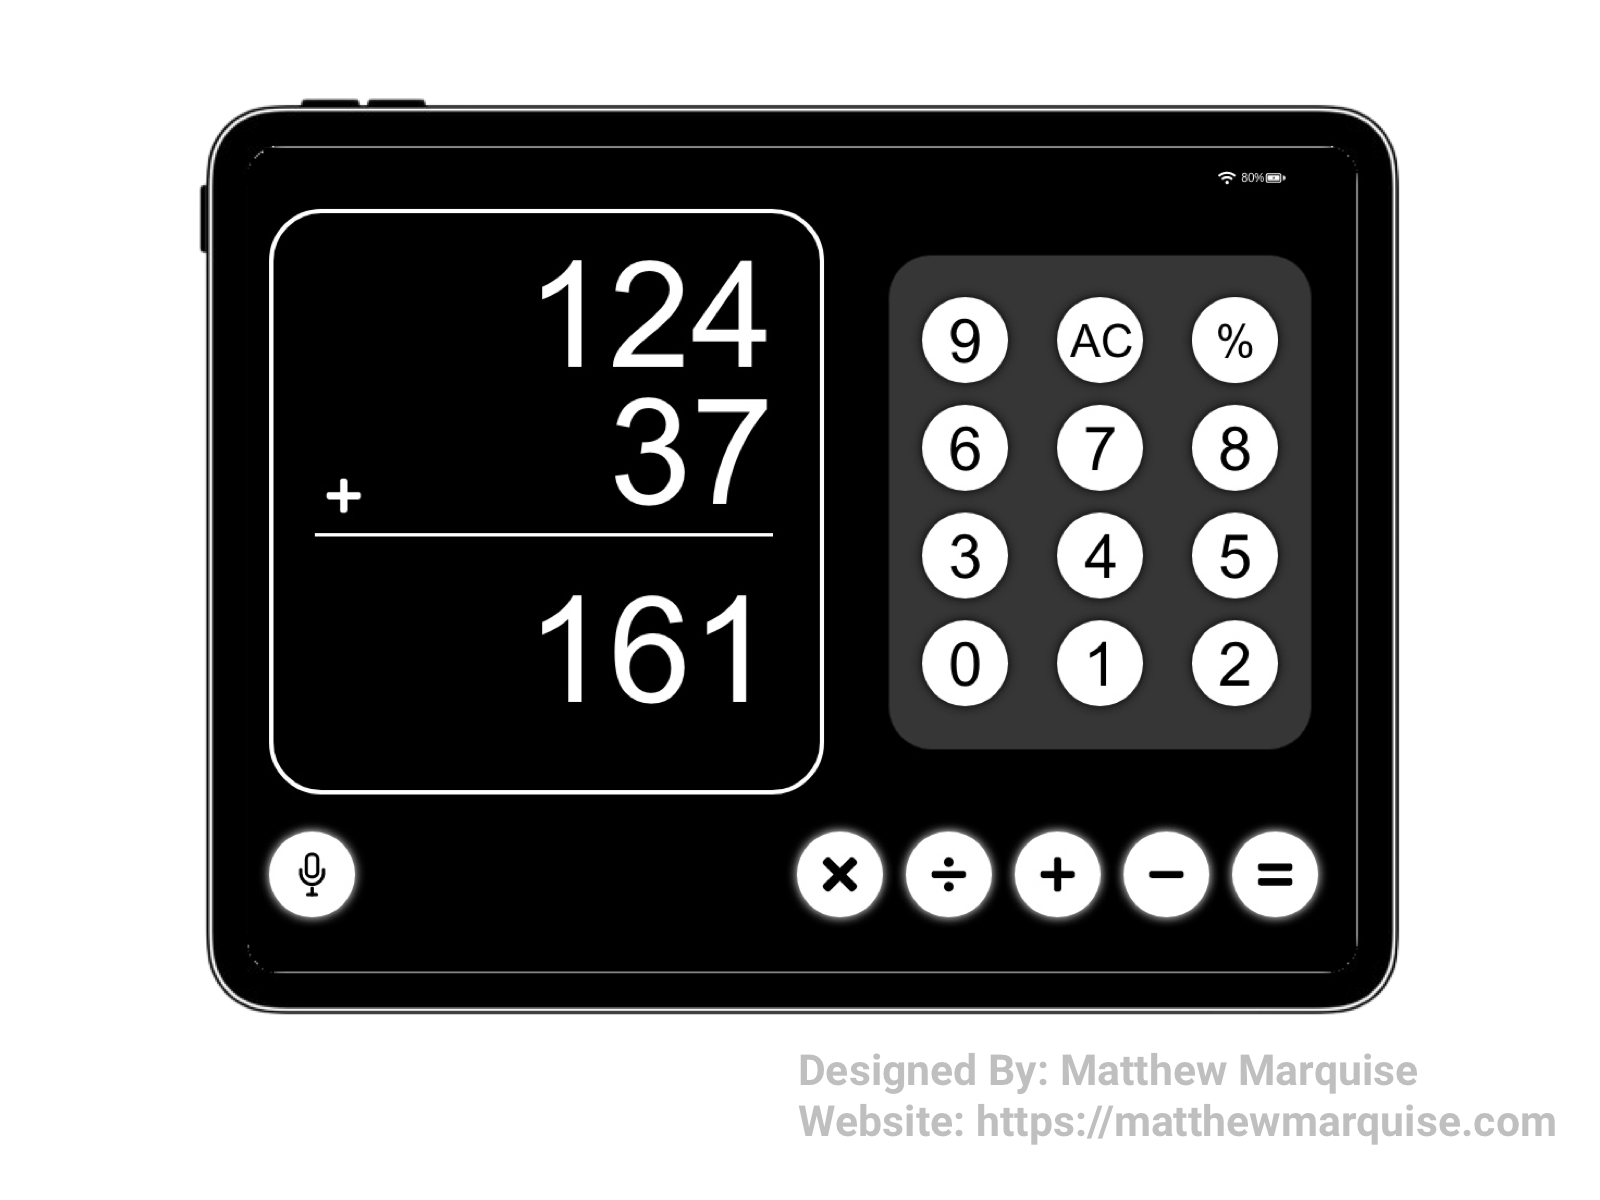 80%
124
+ 37
161
9 AC %
6 7 8
3 4 5
0 1 2
× ÷ + − =
Designed By: Matthew Marquise
Website: https://matthewmarquise.com